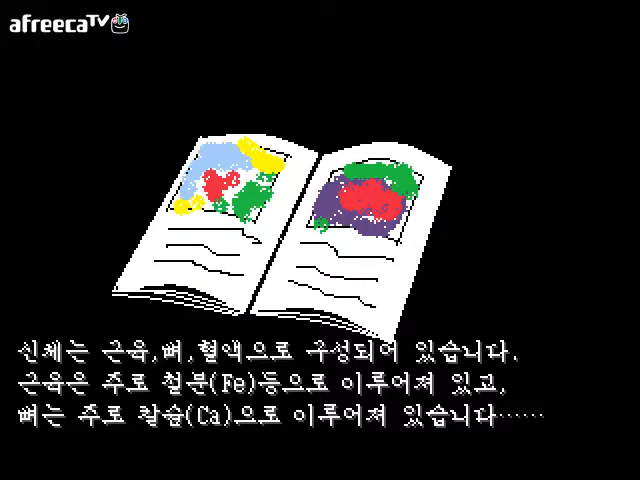 afreecaTV
신체는 근육,뼈,혈액으로 구성되어 있습니다.
근육은 주로 철분(Fe)등으로 이루어져 있고,
뼈는 주로 칼슘(Ca)으로 이루어져 있습니다……